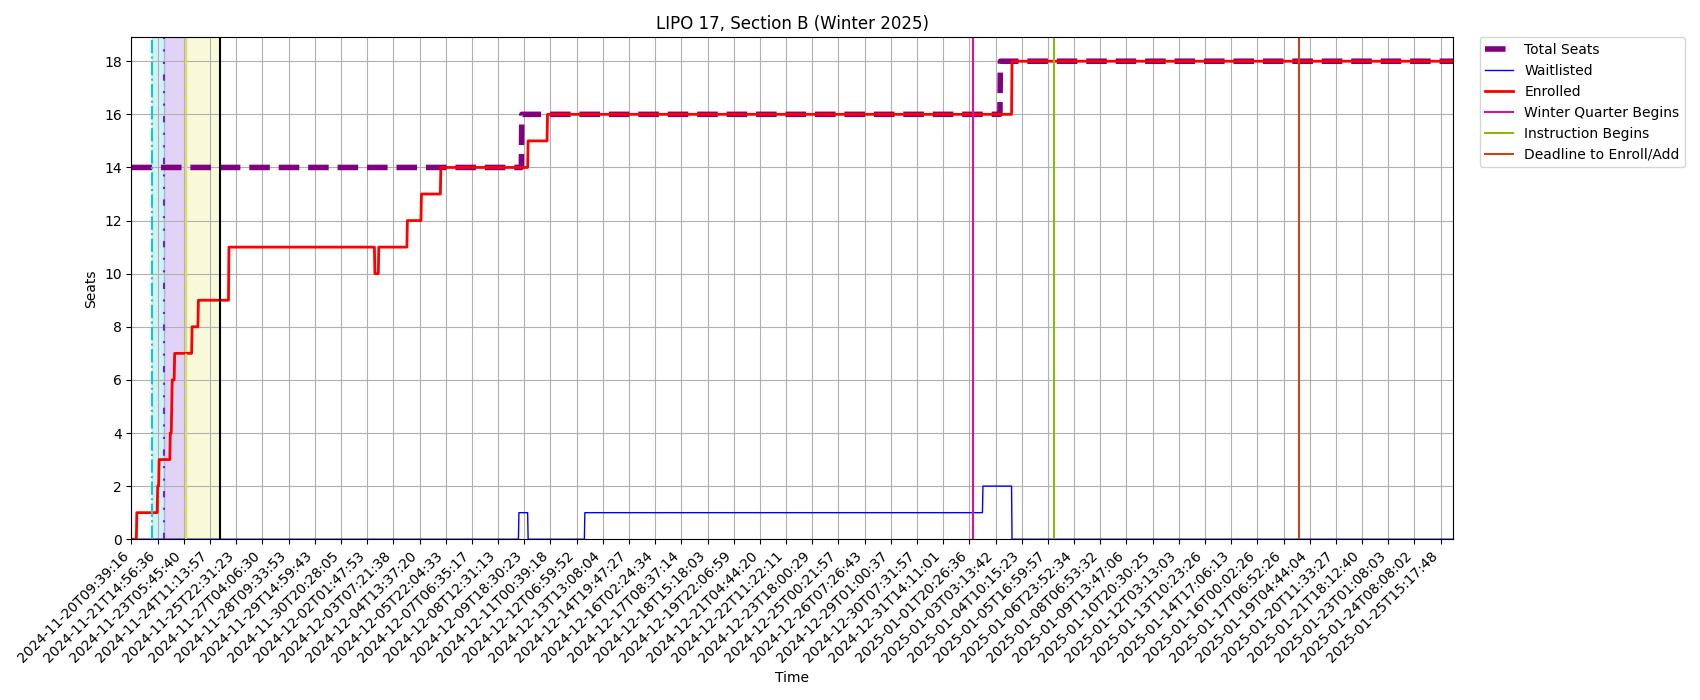 LIPO 17, Section B (Winter 2025)
Total Seats
Waitlisted
Enrolled
Winter Quarter Begins
Instruction Begins
Deadline to Enroll/Add
Seats
18
16
14
12
10
8
6
4
2
0
2024-11-20T09:39:16
2024-11-21T14:56:36
2024-11-23T05:45:40
2024-11-24T11:13:57
2024-11-25T22:31:23
2024-11-27T04:06:30
2024-11-28T09:33:53
2024-11-29T14:59:43
2024-11-30T20:28:05
2024-12-02T01:47:53
2024-12-03T07:21:38
2024-12-04T13:37:20
2024-12-05T22:04:33
2024-12-07T06:35:17
2024-12-08T12:31:13
2024-12-09T18:30:23
2024-12-11T00:39:18
2024-12-12T06:59:52
2024-12-13T13:08:04
2024-12-14T19:47:27
2024-12-16T02:24:34
2024-12-17T08:37:14
2024-12-18T15:18:03
2024-12-19T22:06:59
2024-12-21T04:44:20
2024-12-22T11:22:11
2024-12-23T18:00:29
2024-12-25T00:21:57
2024-12-26T07:26:43
2024-12-29T01:00:37
2024-12-30T07:31:57
2024-12-31T14:11:01
2025-01-01T20:26:36
2025-01-03T03:13:42
2025-01-04T10:15:23
2025-01-05T16:59:57
2025-01-06T23:52:34
2025-01-08T06:53:32
2025-01-09T13:47:06
2025-01-10T20:30:25
2025-01-12T03:13:03
2025-01-13T10:23:26
2025-01-14T17:06:13
2025-01-16T00:02:26
2025-01-17T06:52:26
2025-01-19T04:44:04
2025-01-20T11:33:27
2025-01-21T18:12:40
2025-01-23T01:08:03
2025-01-24T08:08:02
2025-01-25T15:17:48
Time